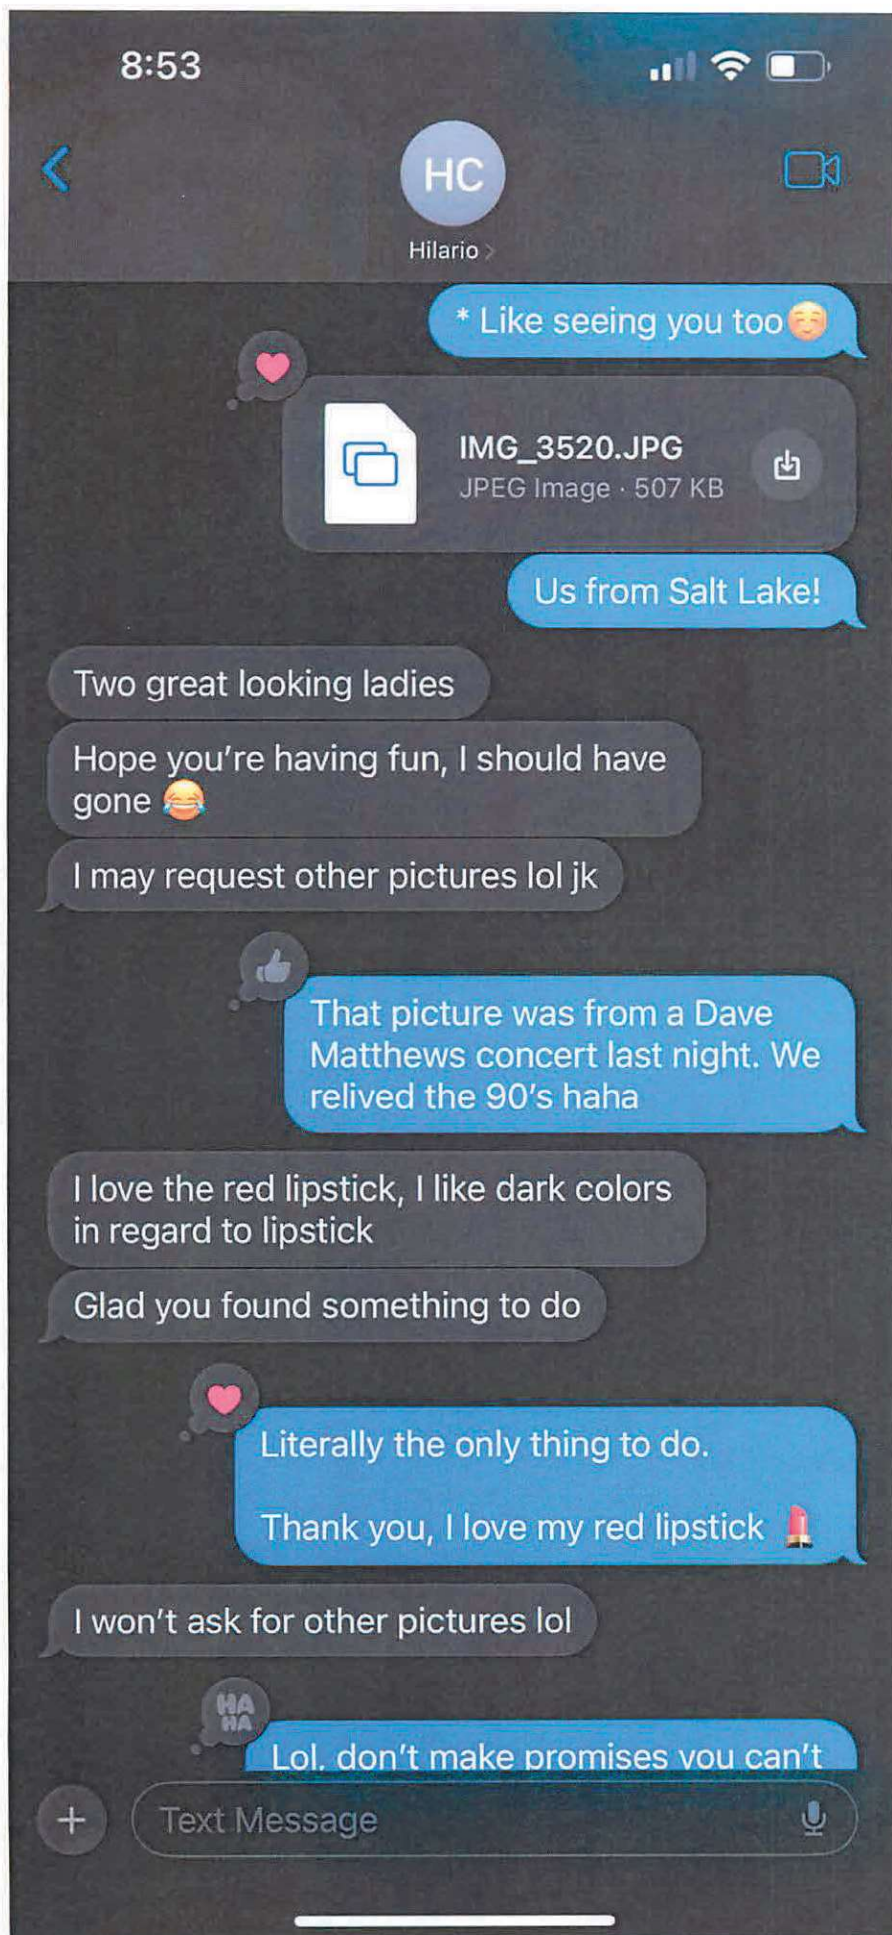 8:53
HC
Hilario >
* Like seeing you too☺️
IMG_3520.JPG
JPEG Image · 507 KB
Us from Salt Lake!
Two great looking ladies
Hope you're having fun, I should have
gone 😂
I may request other pictures lol jk
That picture was from a Dave
Matthews concert last night. We
relived the 90's haha
I love the red lipstick, I like dark colors
in regard to lipstick
Glad you found something to do
Literally the only thing to do.
Thank you, I love my red lipstick 💄
I won't ask for other pictures lol
HA
HA
Lol, don't make promises you can't
Text Message